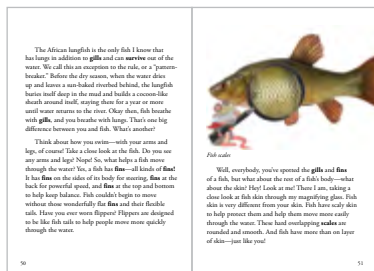 The African lungfish is the only fish I know that
has lungs in addition to gills and can survive out of the
water. We call this an exception to the rule, or a "pattern-
breaker." Before the dry season, when the water dries
up and leaves a sun-baked riverbed behind, the lungfish
buries itself deep in the mud and builds a cocoon-like
sheath around itself, staying there for a year or more
until water returns to the river. Okay then, fish breathe
with gills, and you breathe with lungs. That's one big
difference between you and fish. What's another?
Think about how you swim—with your arms and
legs, of course! Take a close look at the fish. Do you see
any arms and legs? Nope! So, what helps a fish move
through the water? Yes, a fish has fins—all kinds of fins!
It has fins on the sides of its body for steering, fins at the
back for powerful speed, and fins at the top and bottom
to help keep balance. Fish couldn't begin to move
without those wonderfully flat fins and their flexible
tails. Have you ever worn flippers? Flippers are designed
to be like fish tails to help people move more quickly
through the water.
50
Fish scales
Well, everybody, you've spotted the gills and fins
of a fish, but what about the rest of a fish's body—what
about the skin? Hey! Look at me! There I am, taking a
close look at fish skin through my magnifying glass. Fish
skin is very different from your skin. Fish have scaly skin
to help protect them and help them move more easily
through the water. These hard overlapping scales are
rounded and smooth. And fish have more than on layer
of skin—just like you!
51